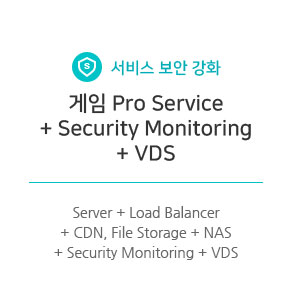 S
서비스 보안 강화
게임 Pro Service
+ Security Monitoring
+ VDS
Server + Load Balancer
+ CDN, File Storage + NAS
+ Security Monitoring + VDS